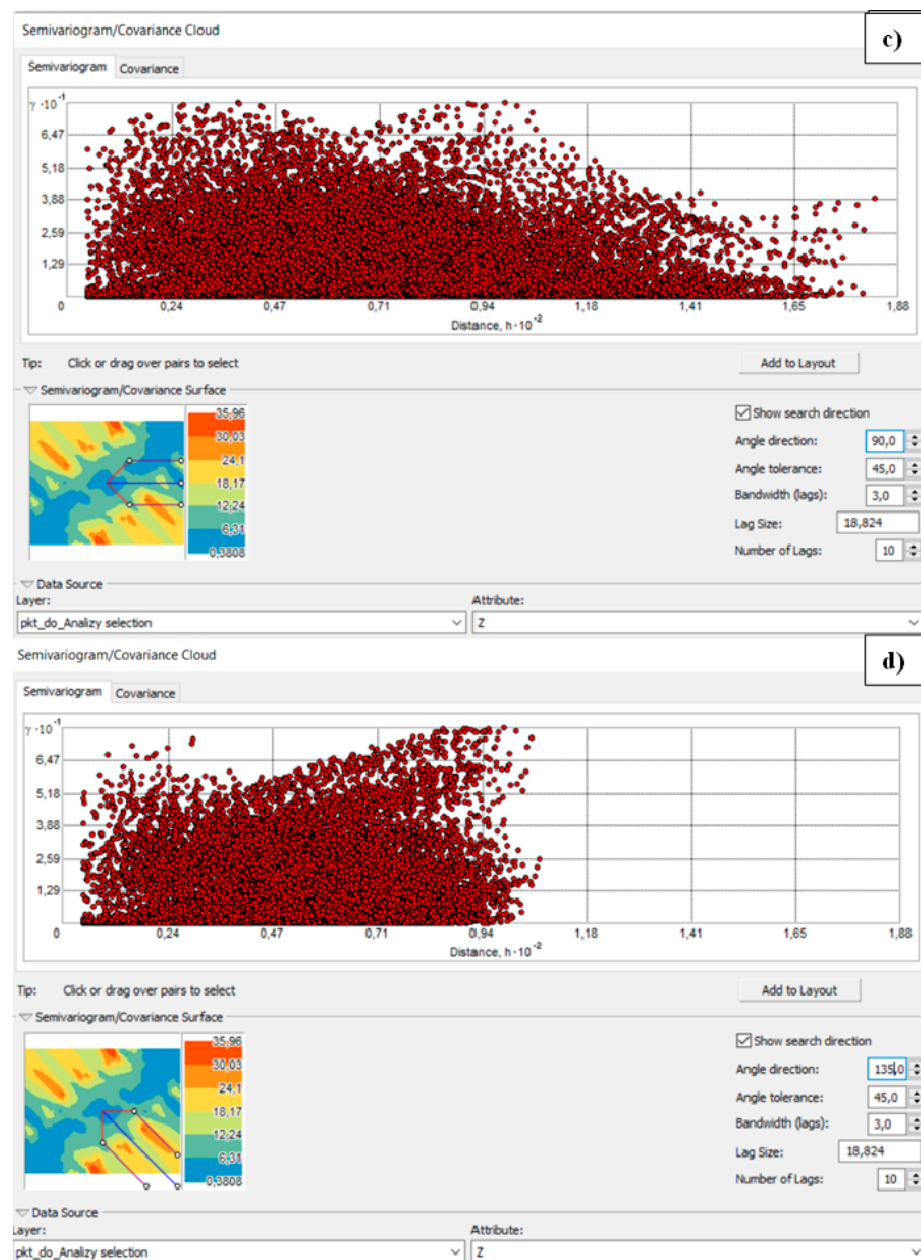 Semivariogram/Covariance Cloud
c)
Semivariogram Covariance
γ·10⁻¹
6,47
5,18
3,88
2,59
1,29
0 0,24 0,47 0,71 0,94 1,18 1,41 1,65 1,88
Distance, h·10⁻²
Tip: Click or drag over pairs to select
Add to Layout
Semivariogram/Covariance Surface
35,96
30,03
24,1
18,17
12,24
6,31
0,3808
Show search direction
Angle direction: 90,0
Angle tolerance: 45,0
Bandwidth (lags): 3,0
Lag Size: 18,824
Number of Lags: 10
Data Source
Layer: Attribute:
pkt_do_Analizy selection Z
Semivariogram/Covariance Cloud
d)
Semivariogram Covariance
γ·10⁻¹
6,47
5,18
3,88
2,59
1,29
0 0,24 0,47 0,71 0,94 1,18 1,41 1,65 1,88
Distance, h·10⁻²
Tip: Click or drag over pairs to select
Add to Layout
Semivariogram/Covariance Surface
35,96
30,03
24,1
18,17
12,24
6,31
0,3808
Show search direction
Angle direction: 135,0
Angle tolerance: 45,0
Bandwidth (lags): 3,0
Lag Size: 18,824
Number of Lags: 10
Data Source
Layer: Attribute:
pkt_do_Analizy selection Z